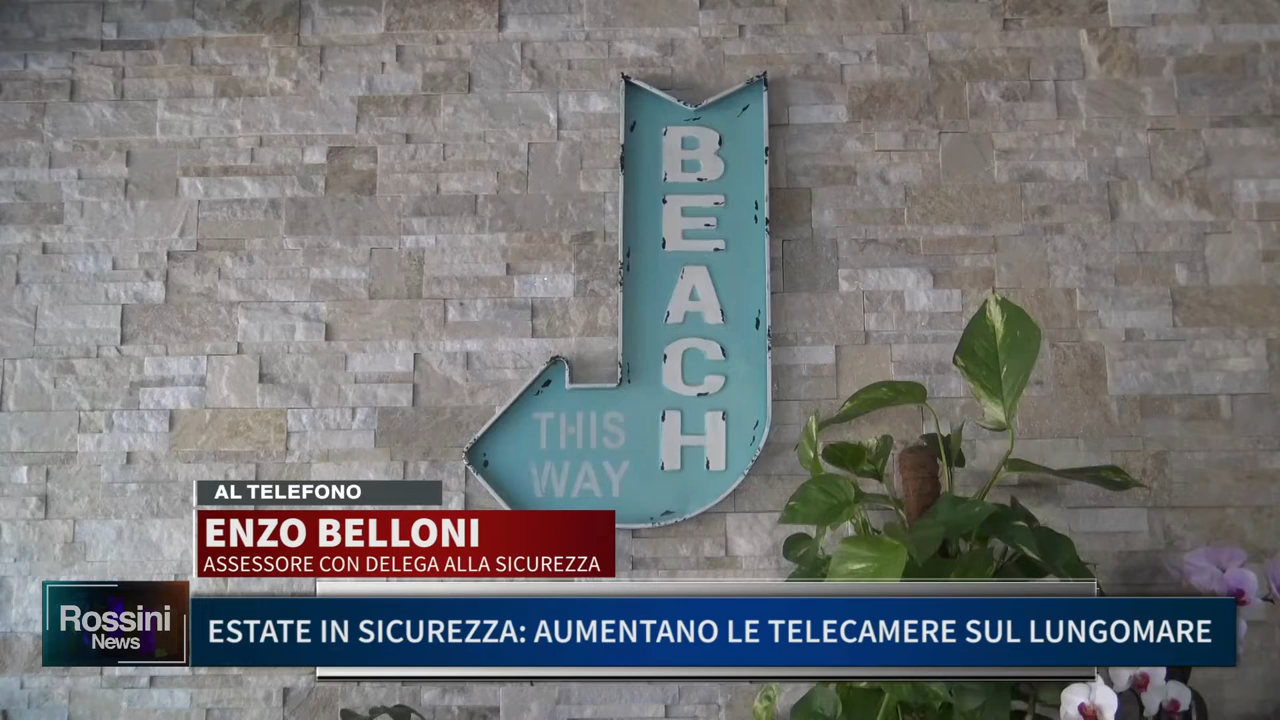 BEACH
THIS
WAY
AL TELEFONO
ENZO BELLONI
ASSESSORE CON DELEGA ALLA SICUREZZA
Rossini
News
ESTATE IN SICUREZZA: AUMENTANO LE TELECAMERE SUL LUNGOMARE